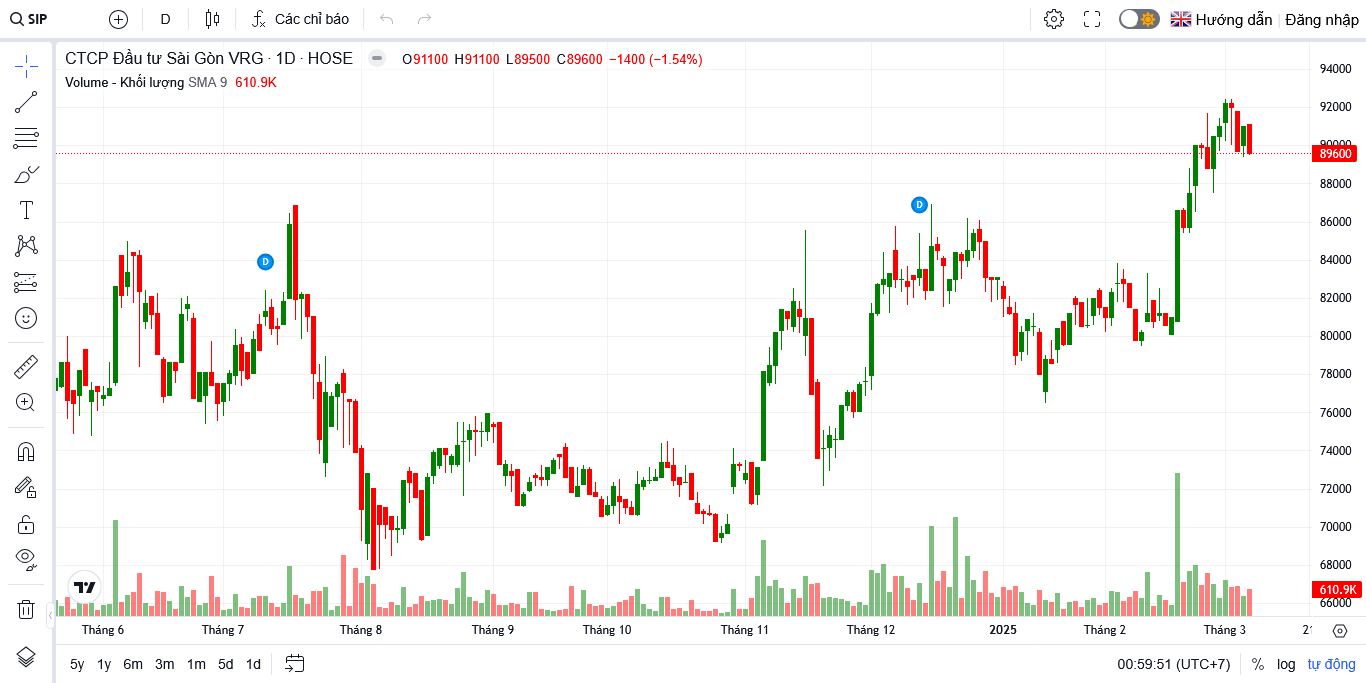 SIP D Các chỉ báo Hướng dẫn Đăng nhập
CTCP Đầu tư Sài Gòn VRG · 1D · HOSE O91100 H91100 L89500 C89600 −1400 (−1.54%)
Volume - Khối lượng SMA 9 610.9K
94000
92000
90000
89600
88000
86000
84000
82000
80000
78000
76000
74000
72000
70000
68000
610.9K
66000
D
D
Tháng 6 Tháng 7 Tháng 8 Tháng 9 Tháng 10 Tháng 11 Tháng 12 2025 Tháng 2 Tháng 3
5y 1y 6m 3m 1m 5d 1d 00:59:51 (UTC+7) % log tự động